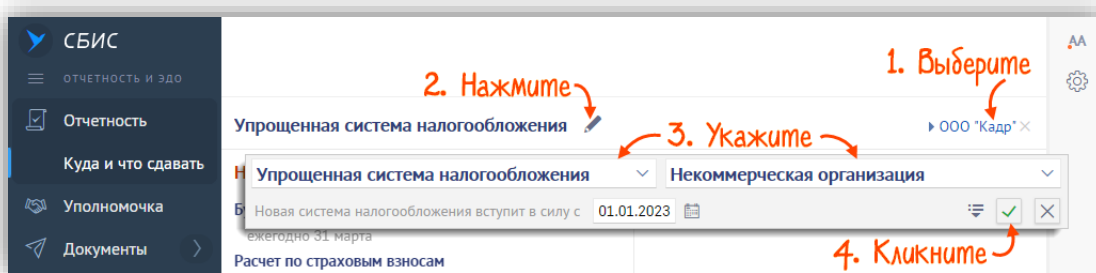 СБИС
ОТЧЕТНОСТЬ И ЭДО
Отчетность
Куда и что сдавать
Уполномочка
Документы
АА
1. Выберите
2. Нажмите
Упрощенная система налогообложения
ООО "Кадр"
3. Укажите
Упрощенная система налогообложения
Некоммерческая организация
Новая система налогообложения вступит в силу с 01.01.2023
ежегодно 31 марта
Расчет по страховым взносам
4. Кликните